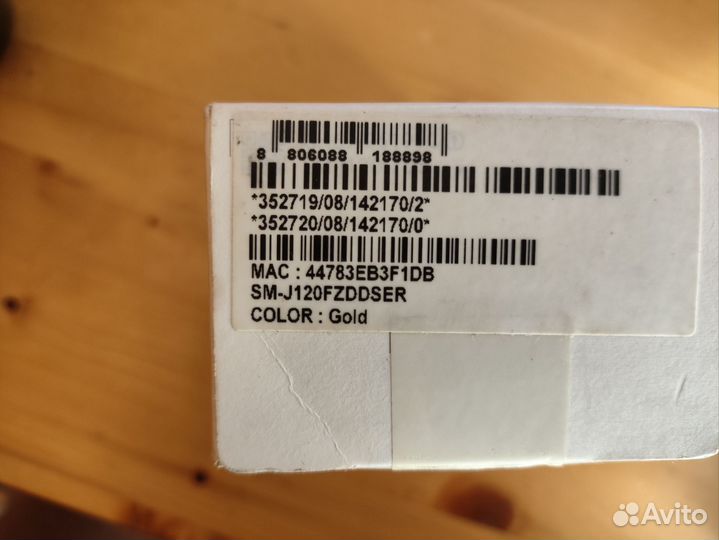 8 806088 188898
*352719/08/142170/2*
*352720/08/142170/0*
MAC : 44783EB3F1DB
SM-J120FZDDSER
COLOR : Gold
Avito